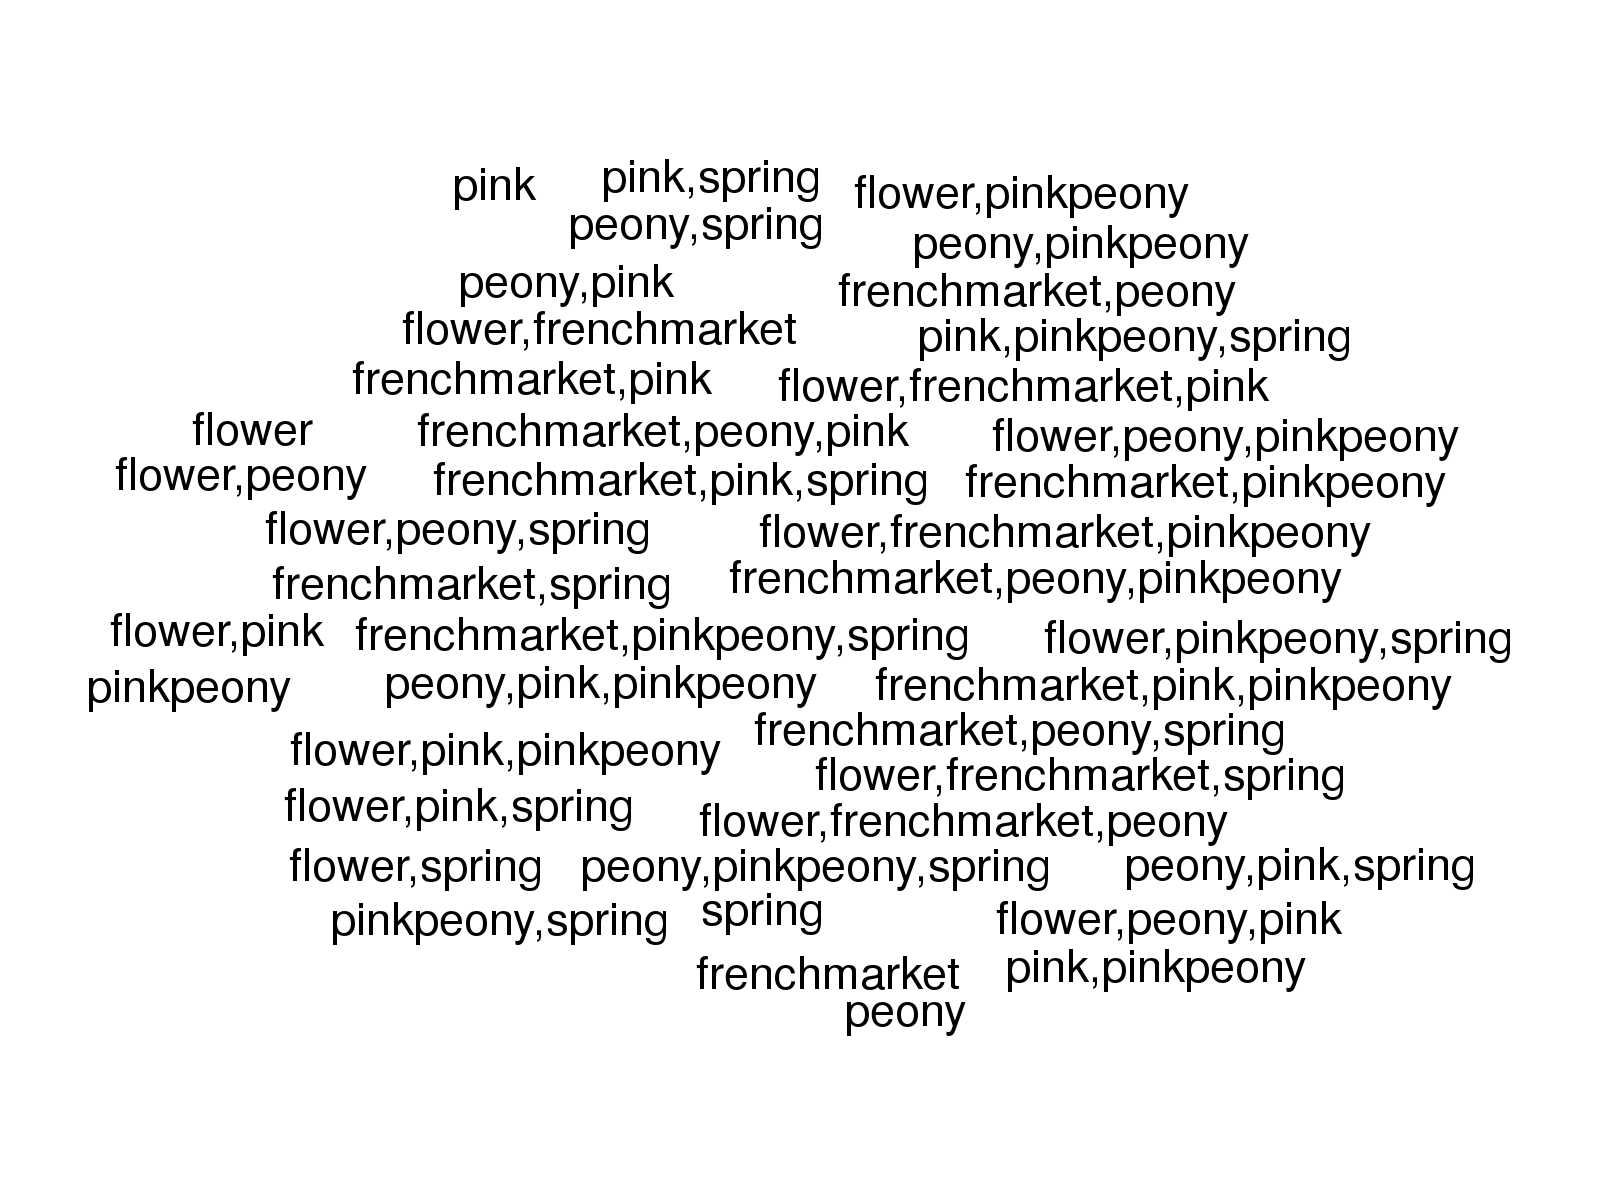 pink pink,spring flower,pinkpeony
peony,spring
peony,pinkpeony
peony,pink frenchmarket,peony
flower,frenchmarket pink,pinkpeony,spring
frenchmarket,pink flower,frenchmarket,pink
flower frenchmarket,peony,pink flower,peony,pinkpeony
flower,peony frenchmarket,pink,spring frenchmarket,pinkpeony
flower,peony,spring flower,frenchmarket,pinkpeony
frenchmarket,spring frenchmarket,peony,pinkpeony
flower,pink frenchmarket,pinkpeony,spring flower,pinkpeony,spring
pinkpeony peony,pink,pinkpeony frenchmarket,pink,pinkpeony
flower,pink,pinkpeony frenchmarket,peony,spring
flower,frenchmarket,spring
flower,pink,spring flower,frenchmarket,peony
flower,spring peony,pinkpeony,spring peony,pink,spring
pinkpeony,spring spring flower,peony,pink
frenchmarket pink,pinkpeony
peony